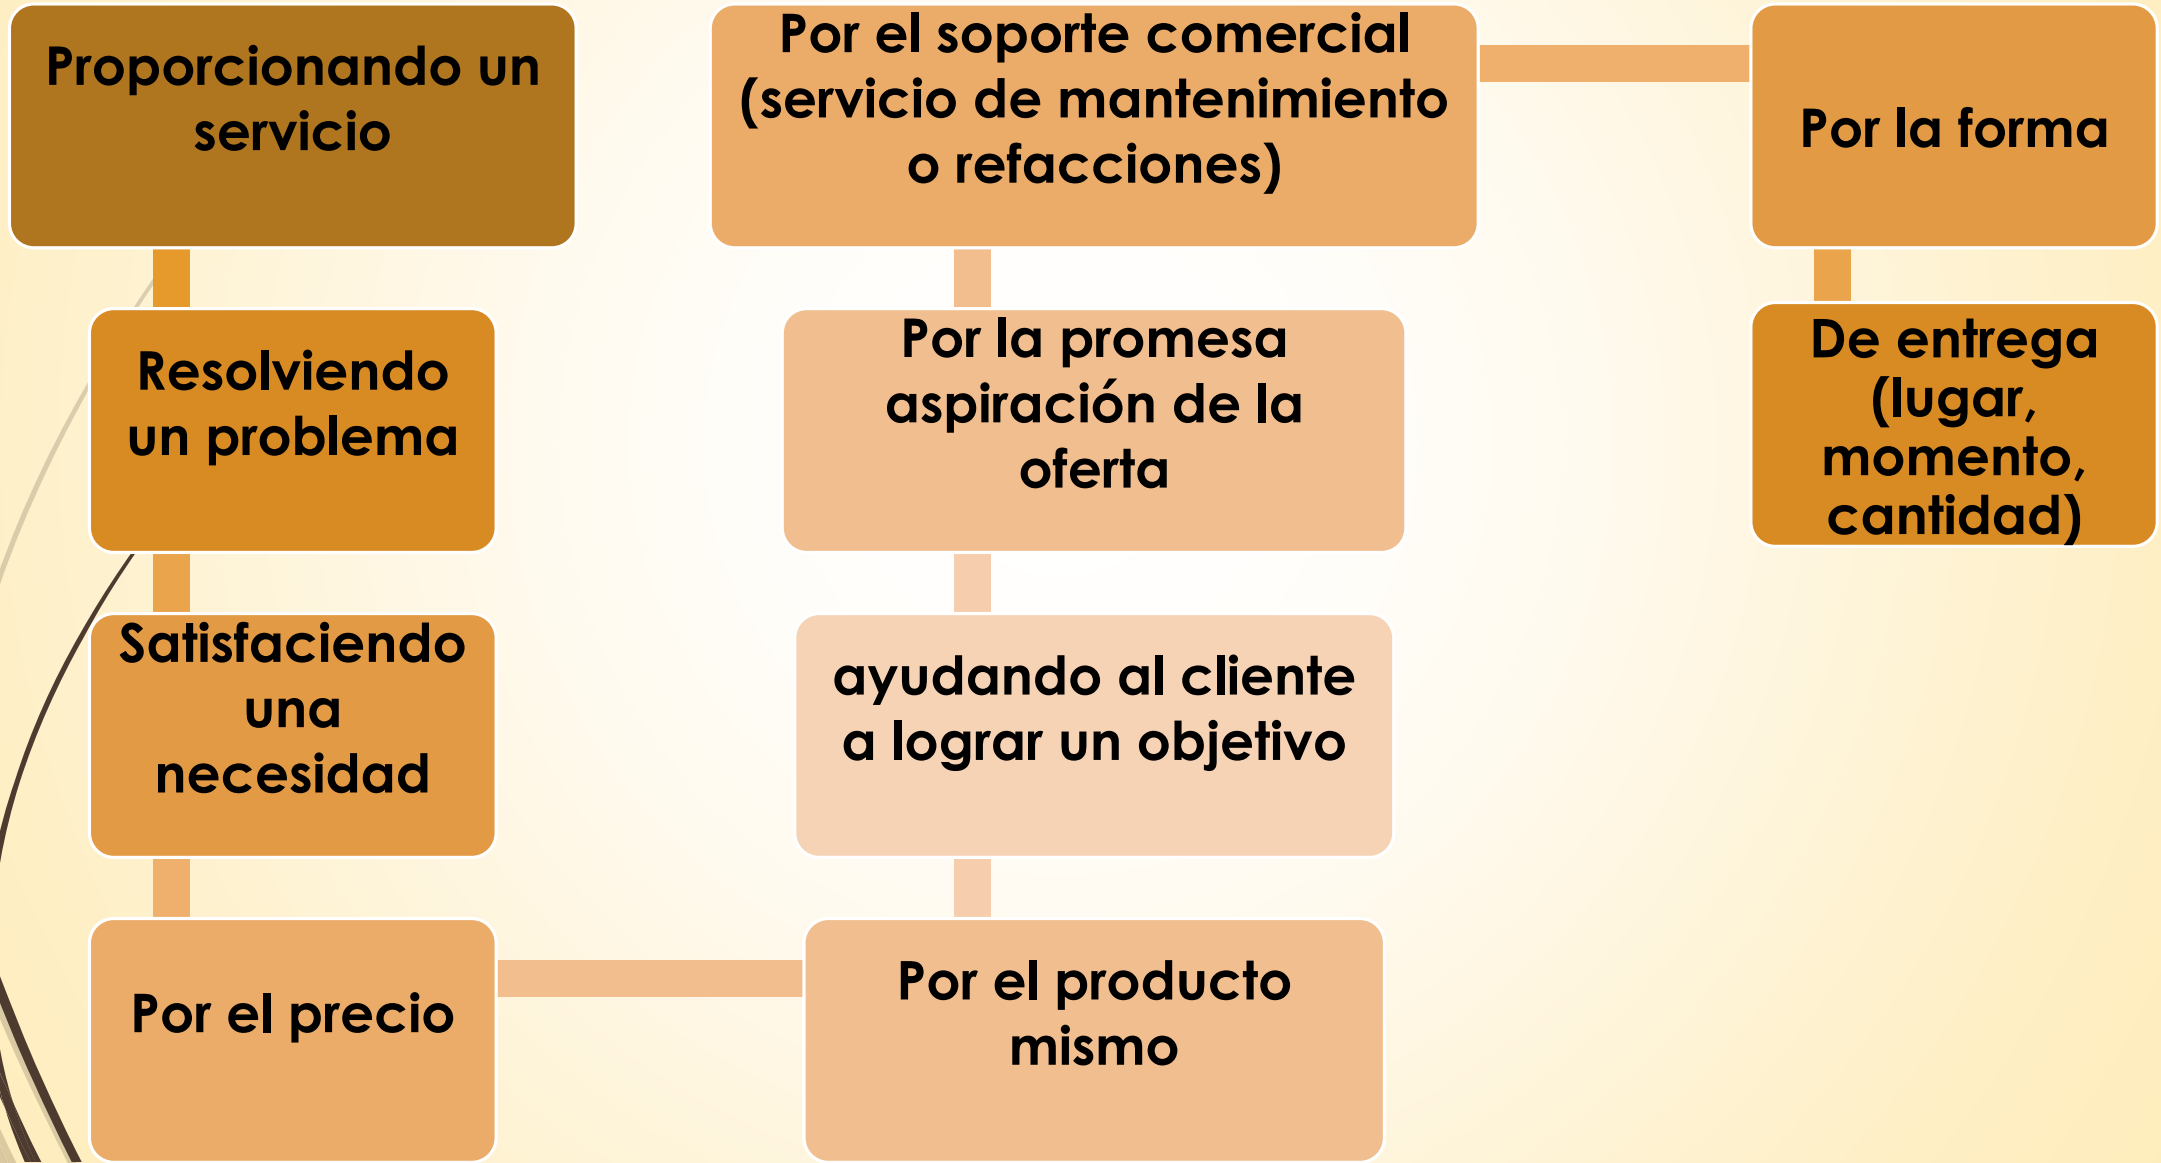 Proporcionando un
servicio
Resolviendo
un problema
Satisfaciendo
una
necesidad
Por el precio
Por el producto
mismo
ayudando al cliente
a lograr un objetivo
Por la promesa
aspiración de la
oferta
Por el soporte comercial
(servicio de mantenimiento
o refacciones)
Por la forma
De entrega
(lugar,
momento,
cantidad)